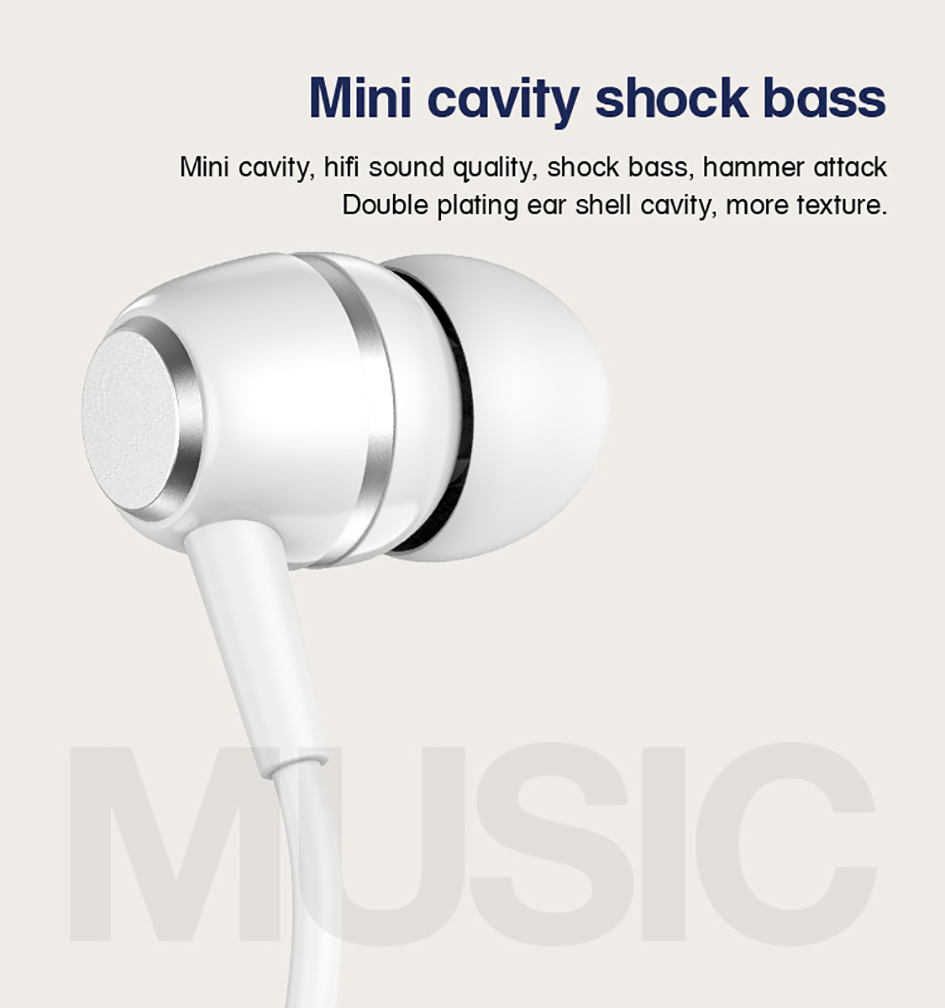 Mini cavity shock bass
Mini cavity, hifi sound quality, shock bass, hammer attack
Double plating ear shell cavity, more texture.
MUSIC